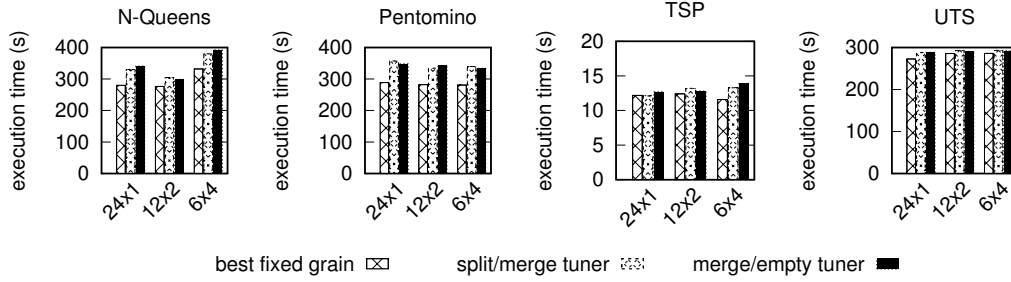 N-Queens
execution time (s)
400
300
200
100
0
24x1
12x2
6x4
Pentomino
execution time (s)
400
300
200
100
0
24x1
12x2
6x4
TSP
execution time (s)
20
15
10
5
0
24x1
12x2
6x4
UTS
execution time (s)
300
200
100
0
24x1
12x2
6x4
best fixed grain
split/merge tuner
merge/empty tuner